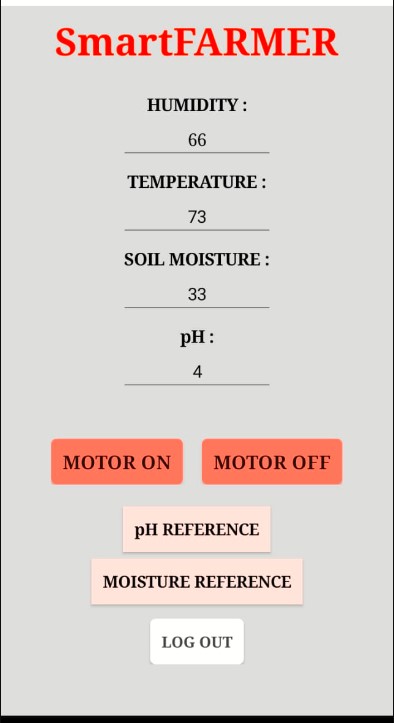 SmartFARMER
HUMIDITY :
66
TEMPERATURE :
73
SOIL MOISTURE :
33
pH :
4
MOTOR ON MOTOR OFF
pH REFERENCE
MOISTURE REFERENCE
LOG OUT